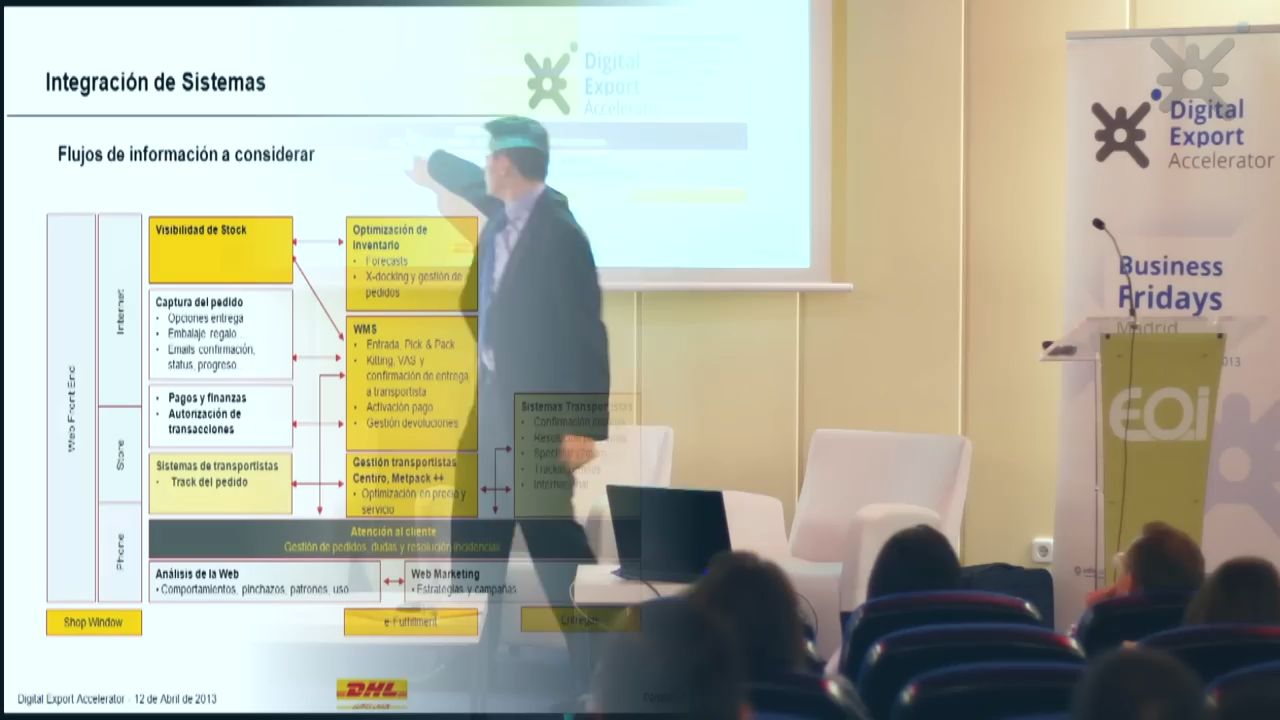 Integración de Sistemas
Flujos de información a considerar
Web Front End
Internet
Store
Phone
Visibilidad de Stock
Captura del pedido
• Opciones entrega
• Embalaje regalo
• Emails confirmación,
status, progreso...
• Pagos y finanzas
• Autorización de
transacciones
Sistemas de transportistas
• Track del pedido
Optimización de
Inventario
• Forecasts
• X-docking y gestión de
pedidos
WMS
• Entrada, Pick & Pack
• Kitting, VAS y
confirmación de entrega
a transportista
• Activación pago
• Gestión devoluciones
Gestión transportistas
Centiro, Metpack ++
• Optimización en precio y
servicio
Sistemas Transportistas
Atención al cliente
Gestión de pedidos, dudas y resolución incidencias
Análisis de la Web
• Comportamientos, pinchazos, patrones, uso
Web Marketing
• Estrategias y campañas
Shop Window
e-Fulfilment
Digital Export Accelerator - 12 de Abril de 2013
DHL
Digital
Export
Accelerator
Digital
Export
Accelerator
Business
Fridays
Madrid
EOi